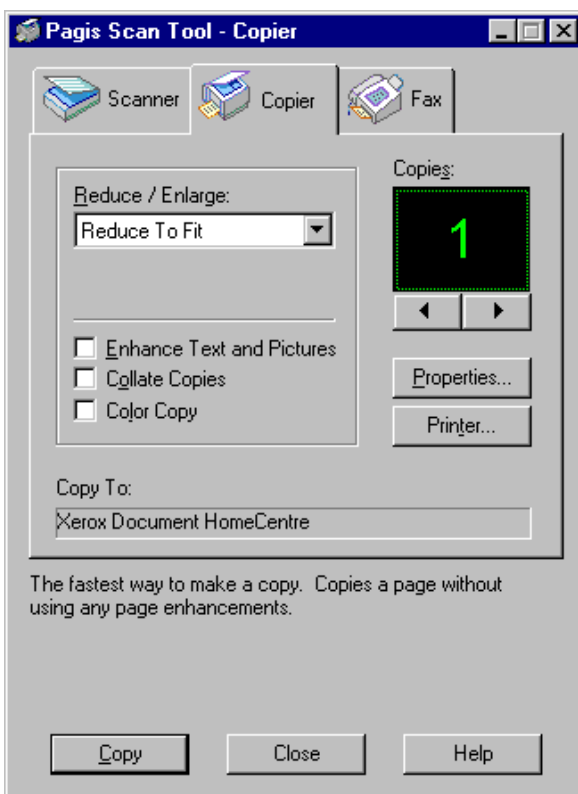 Pagis Scan Tool - Copier
Scanner Copier Fax
Reduce / Enlarge:
Reduce To Fit
Enhance Text and Pictures
Collate Copies
Color Copy
Copies:
1
Properties...
Printer...
Copy To:
Xerox Document HomeCentre
The fastest way to make a copy. Copies a page without
using any page enhancements.
Copy Close Help